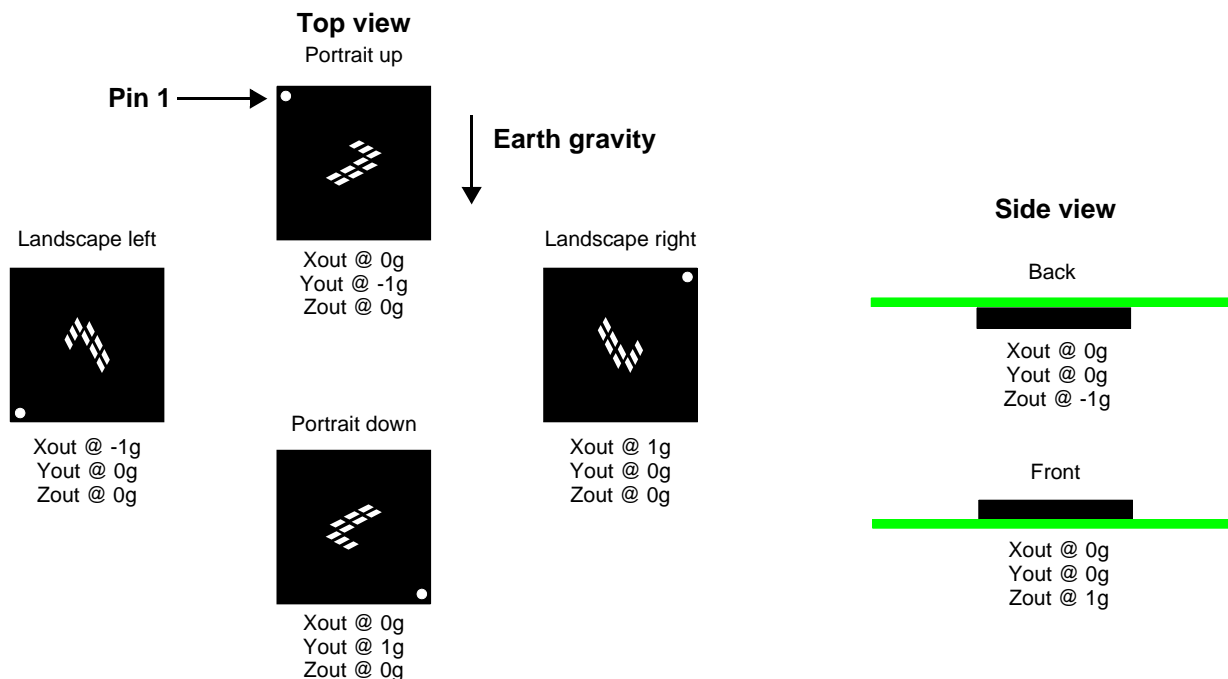 Top view
Portrait up
Pin 1
Earth gravity
Xout @ 0g
Yout @ -1g
Zout @ 0g
Landscape left
Xout @ -1g
Yout @ 0g
Zout @ 0g
Landscape right
Xout @ 1g
Yout @ 0g
Zout @ 0g
Portrait down
Xout @ 0g
Yout @ 1g
Zout @ 0g
Side view
Back
Xout @ 0g
Yout @ 0g
Zout @ -1g
Front
Xout @ 0g
Yout @ 0g
Zout @ 1g